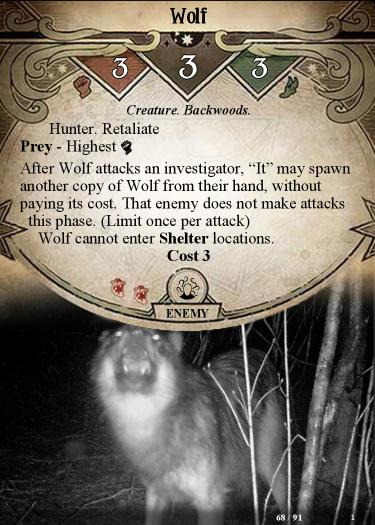 Wolf
3 3 3
Creature. Backwoods.
Hunter. Retaliate
Prey - Highest
After Wolf attacks an investigator, “It” may spawn
another copy of Wolf from their hand, without
paying its cost. That enemy does not make attacks
this phase. (Limit once per attack)
Wolf cannot enter Shelter locations.
Cost 3
ENEMY
68 / 91 1